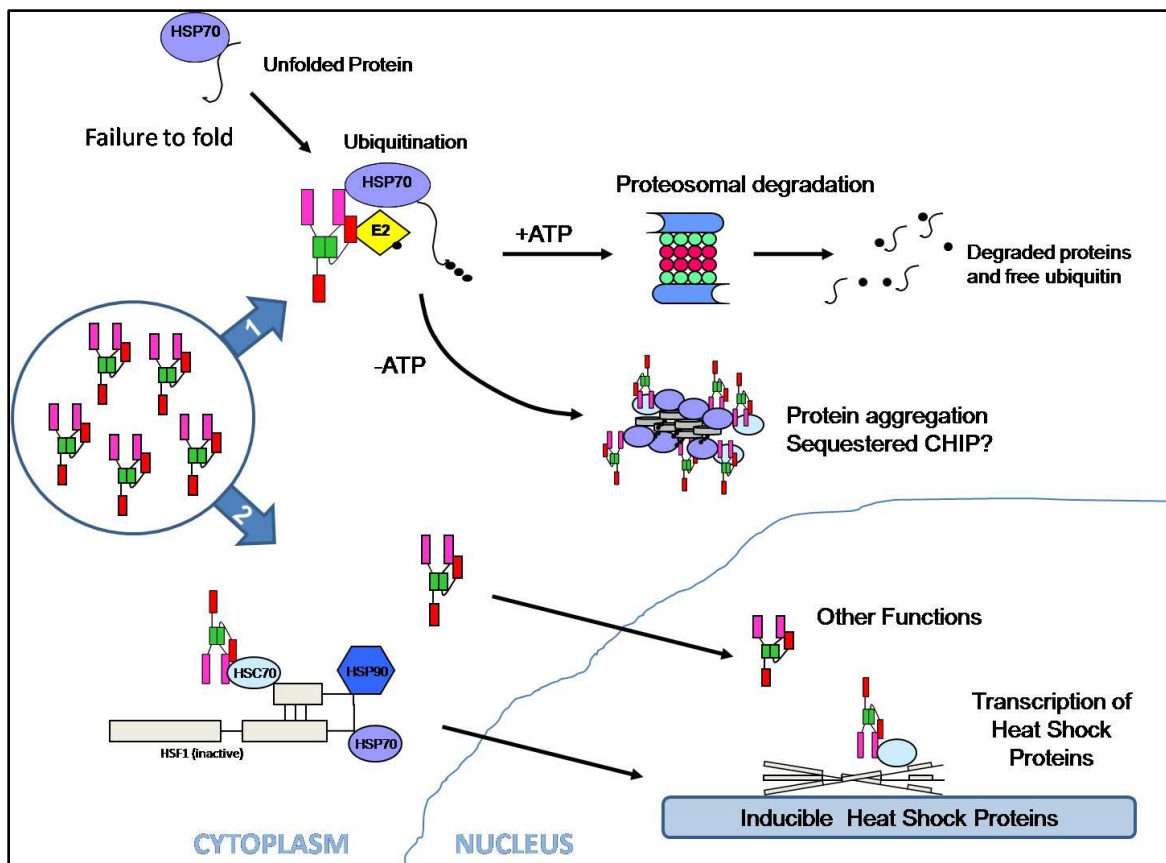 HSP70
Unfolded Protein
Failure to fold
Ubiquitination
HSP70
E2
Proteosomal degradation
+ATP
Degraded proteins
and free ubiquitin
1
-ATP
Protein aggregation
Sequestered CHIP?
2
Other Functions
HSC70
HSP90
HSP70
HSF1 (inactive)
Transcription of
Heat Shock
Proteins
Inducible Heat Shock Proteins
CYTOPLASM
NUCLEUS